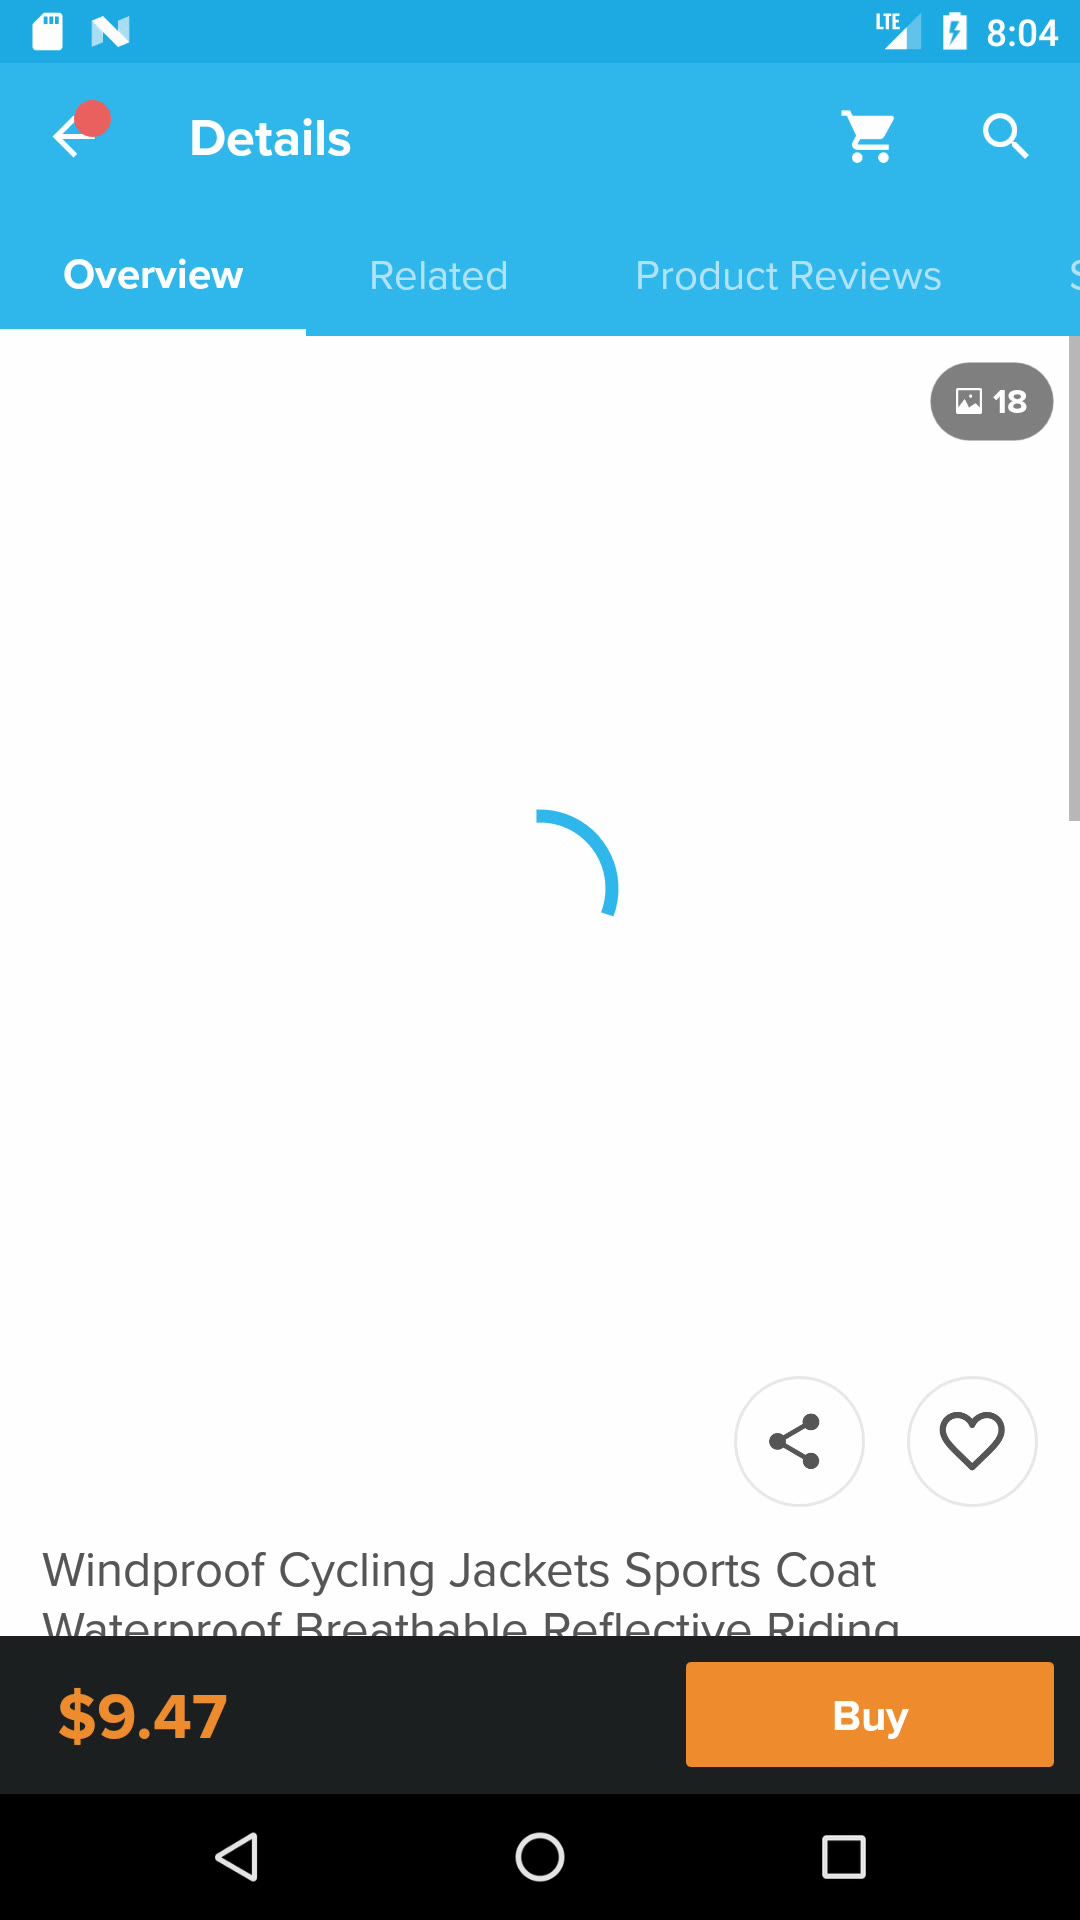 LTE 8:04
Details
Overview Related Product Reviews S
18
Windproof Cycling Jackets Sports Coat
Waterproof Breathable Reflective Riding
$9.47 Buy